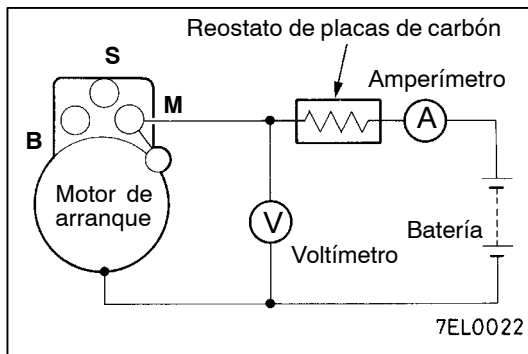 Reostato de placas de carbón
S
Amperímetro
M
A
B
Motor de
arranque
V
Batería
Voltímetro
7EL0022